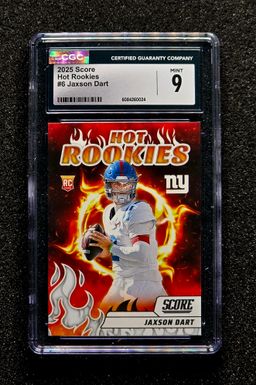 CGC
CERTIFIED GUARANTY COMPANY
2025 Score
Hot Rookies
#6 Jaxson Dart
MINT
9
6084260024
HOT
ROOKIES
RC
ny
SCORE
JAXSON DART